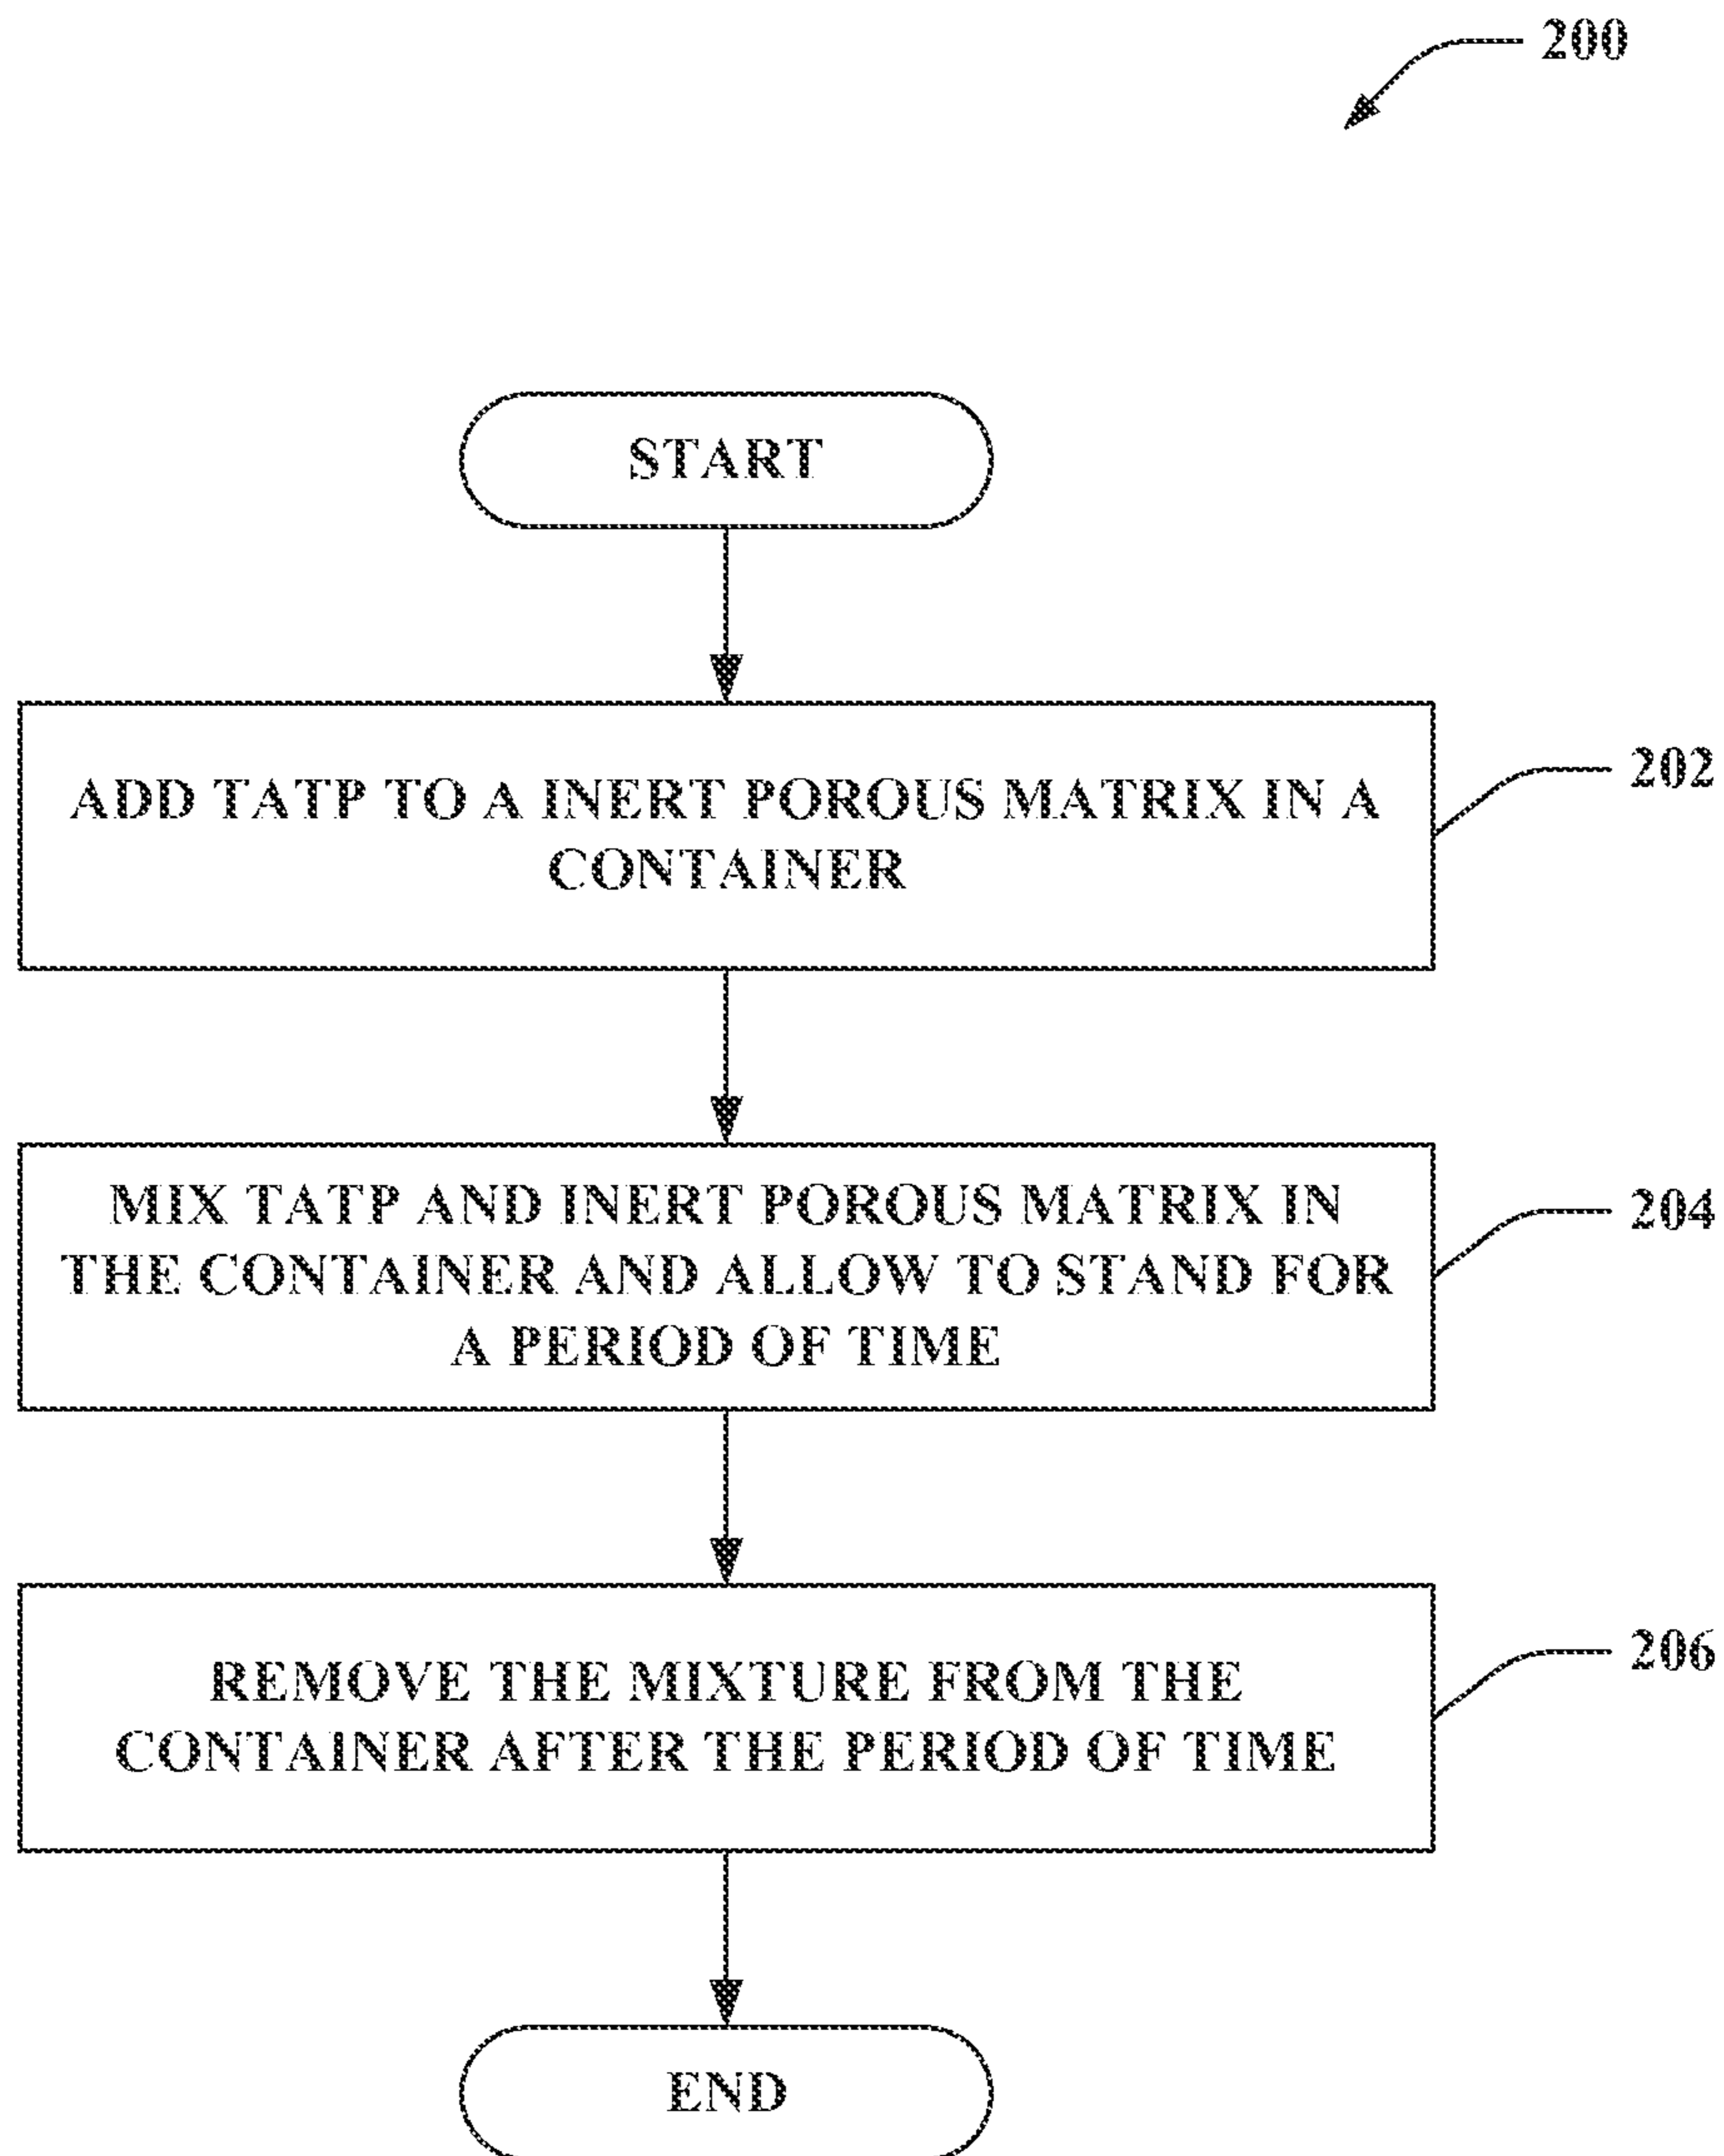 200
START
ADD TATP TO A INERT POROUS MATRIX IN A
CONTAINER
202
MIX TATP AND INERT POROUS MATRIX IN
THE CONTAINER AND ALLOW TO STAND FOR
A PERIOD OF TIME
204
REMOVE THE MIXTURE FROM THE
CONTAINER AFTER THE PERIOD OF TIME
206
END